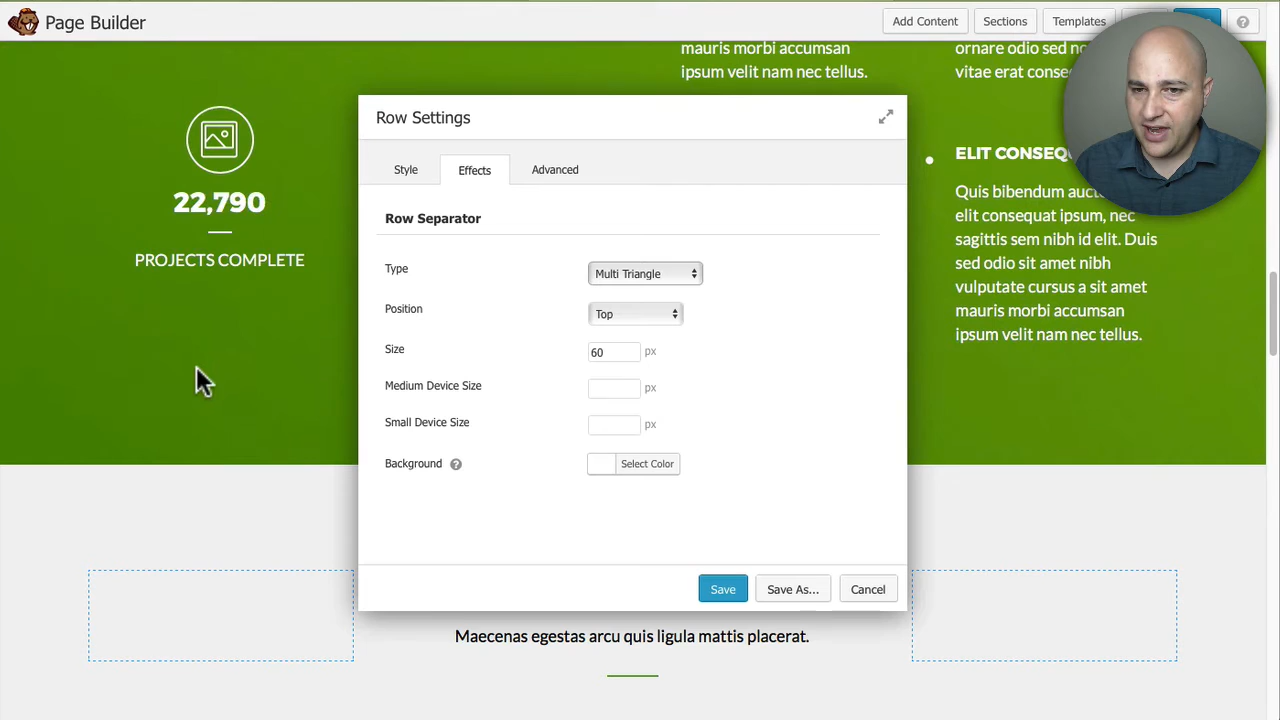 Page Builder
Add Content
Sections
Templates
?
mauris morbi accumsan
ipsum velit nam nec tellus.
ornare odio sed no
vitae erat conse
22,790
PROJECTS COMPLETE
Row Settings
Style
Effects
Advanced
Row Separator
Type
Multi Triangle
Position
Top
Size
60
px
Medium Device Size
px
Small Device Size
px
Background
?
Select Color
Save
Save As...
Cancel
ELIT CONSEQ
Quis bibendum aucto
elit consequat ipsum, nec
sagittis sem nibh id elit. Duis
sed odio sit amet nibh
vulputate cursus a sit amet
mauris morbi accumsan
ipsum velit nam nec tellus.
Maecenas egestas arcu quis ligula mattis placerat.